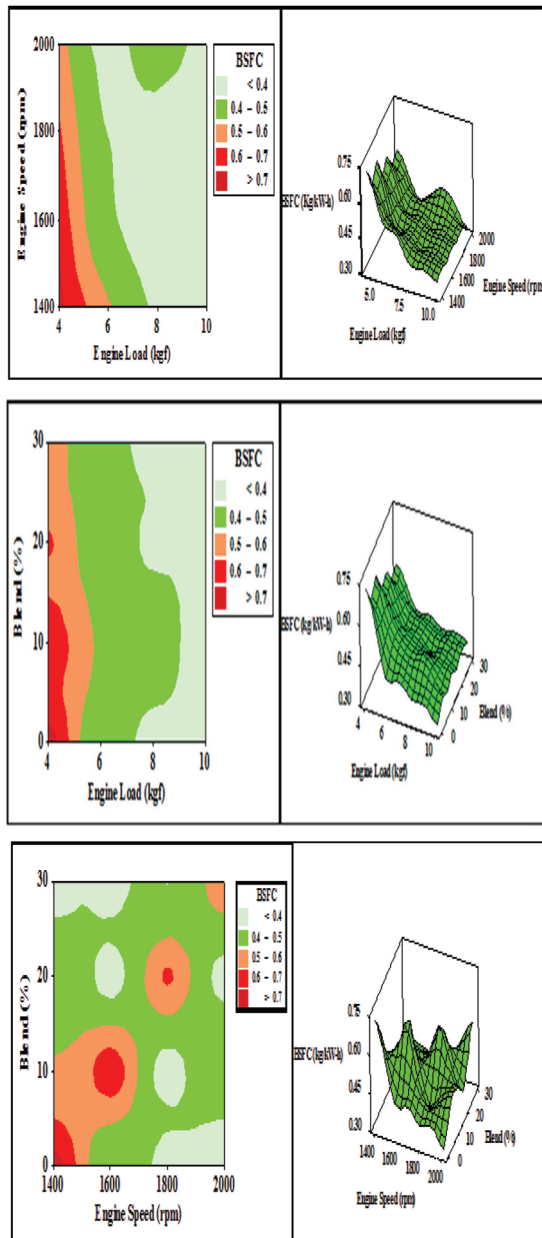 2000
1800
1600
1400
Engine Speed (rpm)
4 6 8 10
Engine Load (kgf)
BSFC
< 0.4
0.4 – 0.5
0.5 – 0.6
0.6 – 0.7
> 0.7
0.75
0.60
0.45
0.30
BSFC (Kg/kW-h)
5.0 7.5 10.0
Engine Load (kgf)
1400
1600
1800
2000
Engine Speed (rpm
30
20
10
0
Blend (%)
4 6 8 10
Engine Load (kgf)
BSFC
< 0.4
0.4 – 0.5
0.5 – 0.6
0.6 – 0.7
> 0.7
0.75
0.60
0.45
0.30
BSFC (kg/kW-h)
4 6 8 10
Engine Load (kgf)
0
10
20
30
Blend (%)
30
20
10
0
Blend (%)
1400 1600 1800 2000
Engine Speed (rpm)
BSFC
< 0.4
0.4 – 0.5
0.5 – 0.6
0.6 – 0.7
> 0.7
0.75
0.60
0.45
0.30
BSFC (kg/kW-h)
1400 1600 1800 2000
Engine Speed (rpm)
0
10
20
30
Blend (%)